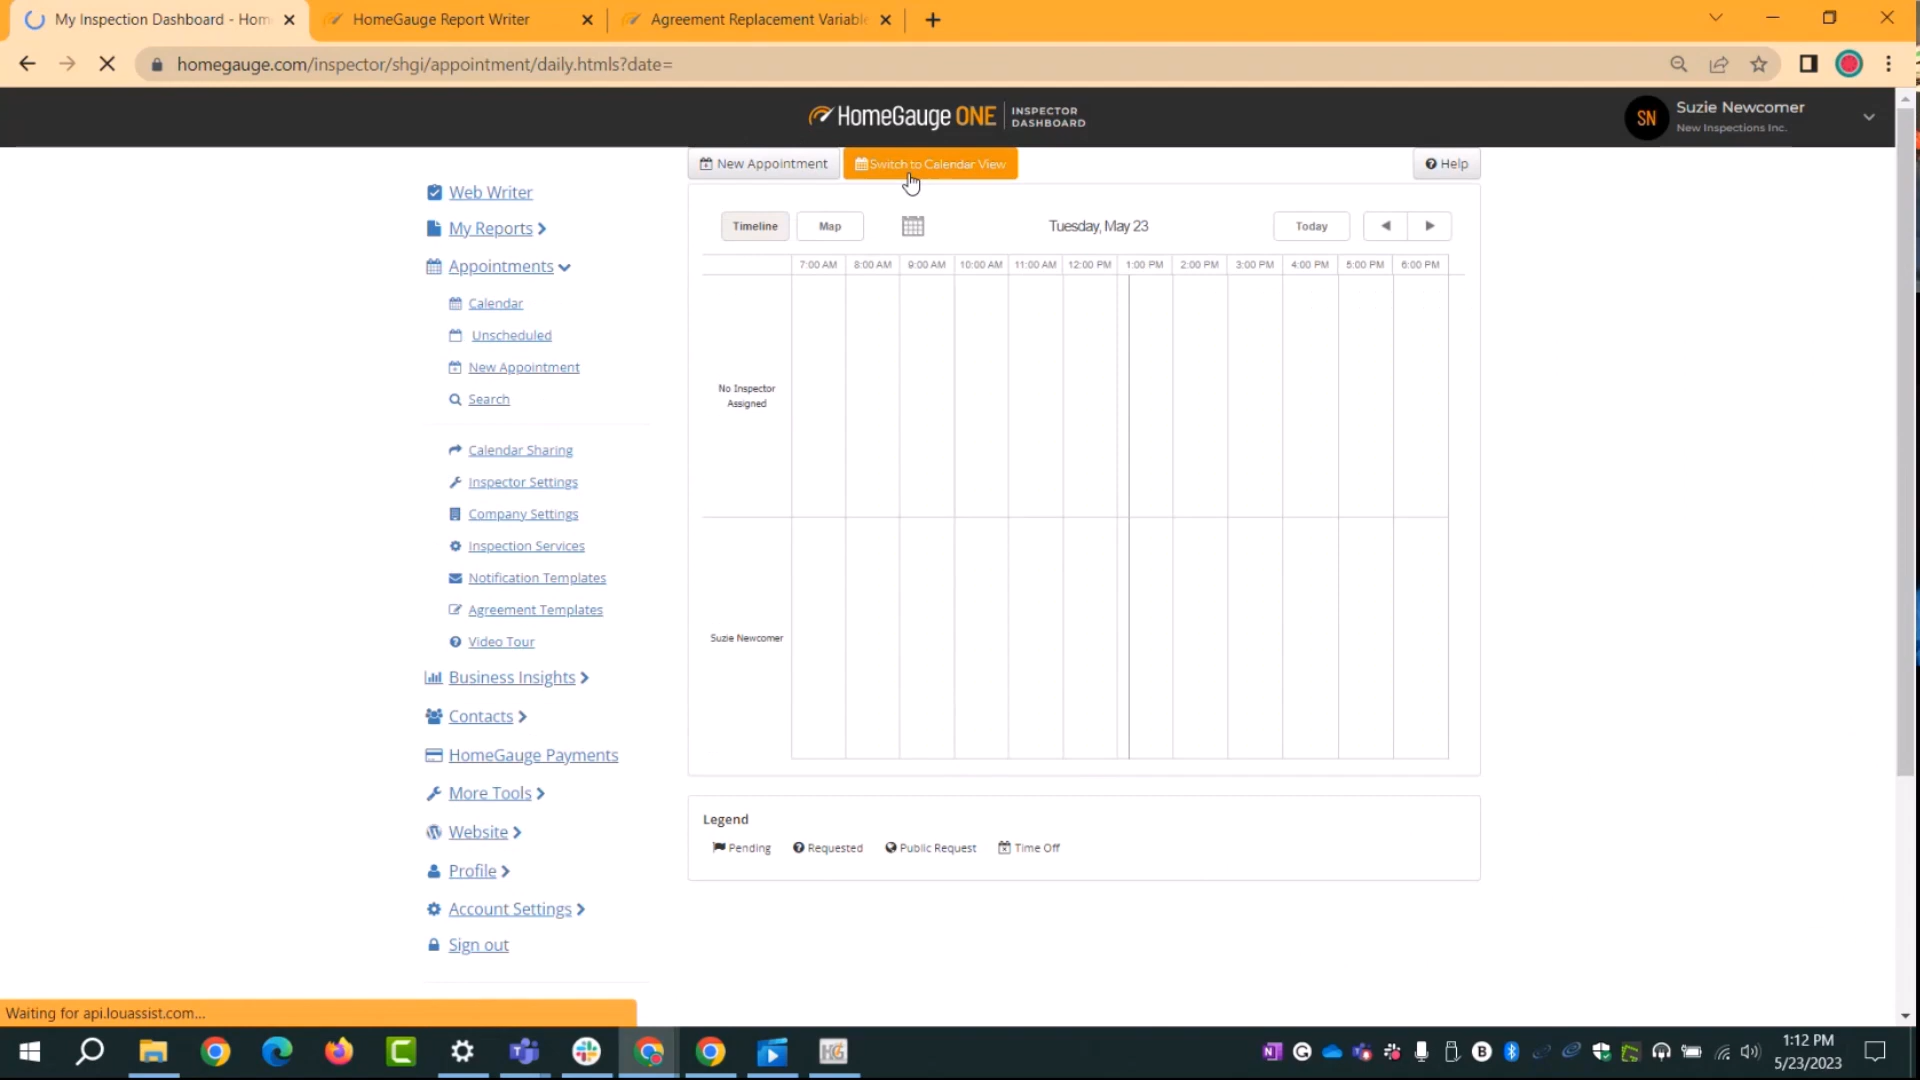 My Inspection Dashboard - Hom
HomeGauge Report Writer
Agreement Replacement Variabl
homegauge.com/inspector/shgi/appointment/daily.htmls?date=
HomeGauge ONE
INSPECTOR
DASHBOARD
SN
Suzie Newcomer
New Inspections Inc.
New Appointment
Switch to Calendar View
Help
Web Writer
My Reports
Appointments
Calendar
Unscheduled
New Appointment
Search
Calendar Sharing
Inspector Settings
Company Settings
Inspection Services
Notification Templates
Agreement Templates
Video Tour
Business Insights
Contacts
HomeGauge Payments
More Tools
Website
Profile
Account Settings
Sign out
Timeline
Map
Tuesday, May 23
Today
7:00 AM 8:00 AM 9:00 AM 10:00 AM 11:00 AM 12:00 PM 1:00 PM 2:00 PM 3:00 PM 4:00 PM 5:00 PM 6:00 PM
No Inspector
Assigned
Suzie Newcomer
Legend
Pending Requested Public Request Time Off
Waiting for api.louassist.com...
HG
1:12 PM
5/23/2023